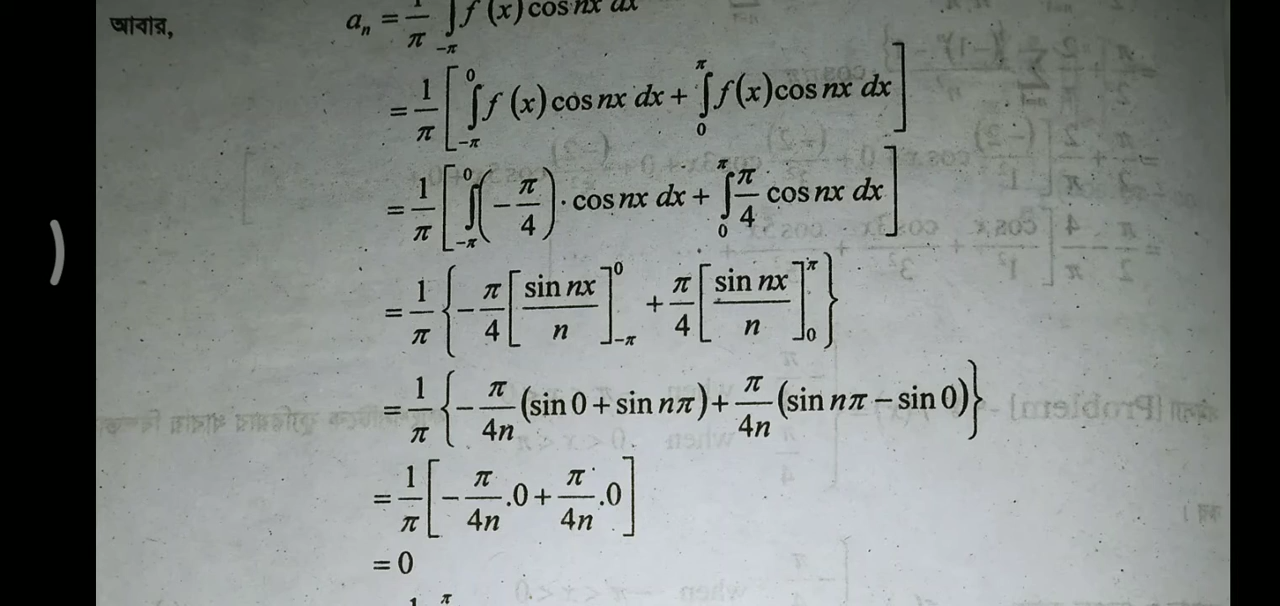 আবার, aₙ = 1/π ∫_{-π} f (x) cos nx dx
= 1/π [ ∫_{-π}^{0} f (x) cos nx dx + ∫_{0}^{π} f(x) cos nx dx ]
= 1/π [ ∫_{-π}^{0} ( - π/4 ) · cos nx dx + ∫_{0}^{π} π/4 cos nx dx ]
= 1/π { - π/4 [ sin nx / n ]_{-π}^{0} + π/4 [ sin nx / n ]_{0}^{π} }
= 1/π { - π/4n (sin 0 + sin nπ) + π/4n (sin nπ - sin 0) }
= 1/π [ - π/4n .0 + π/4n .0 ]
= 0